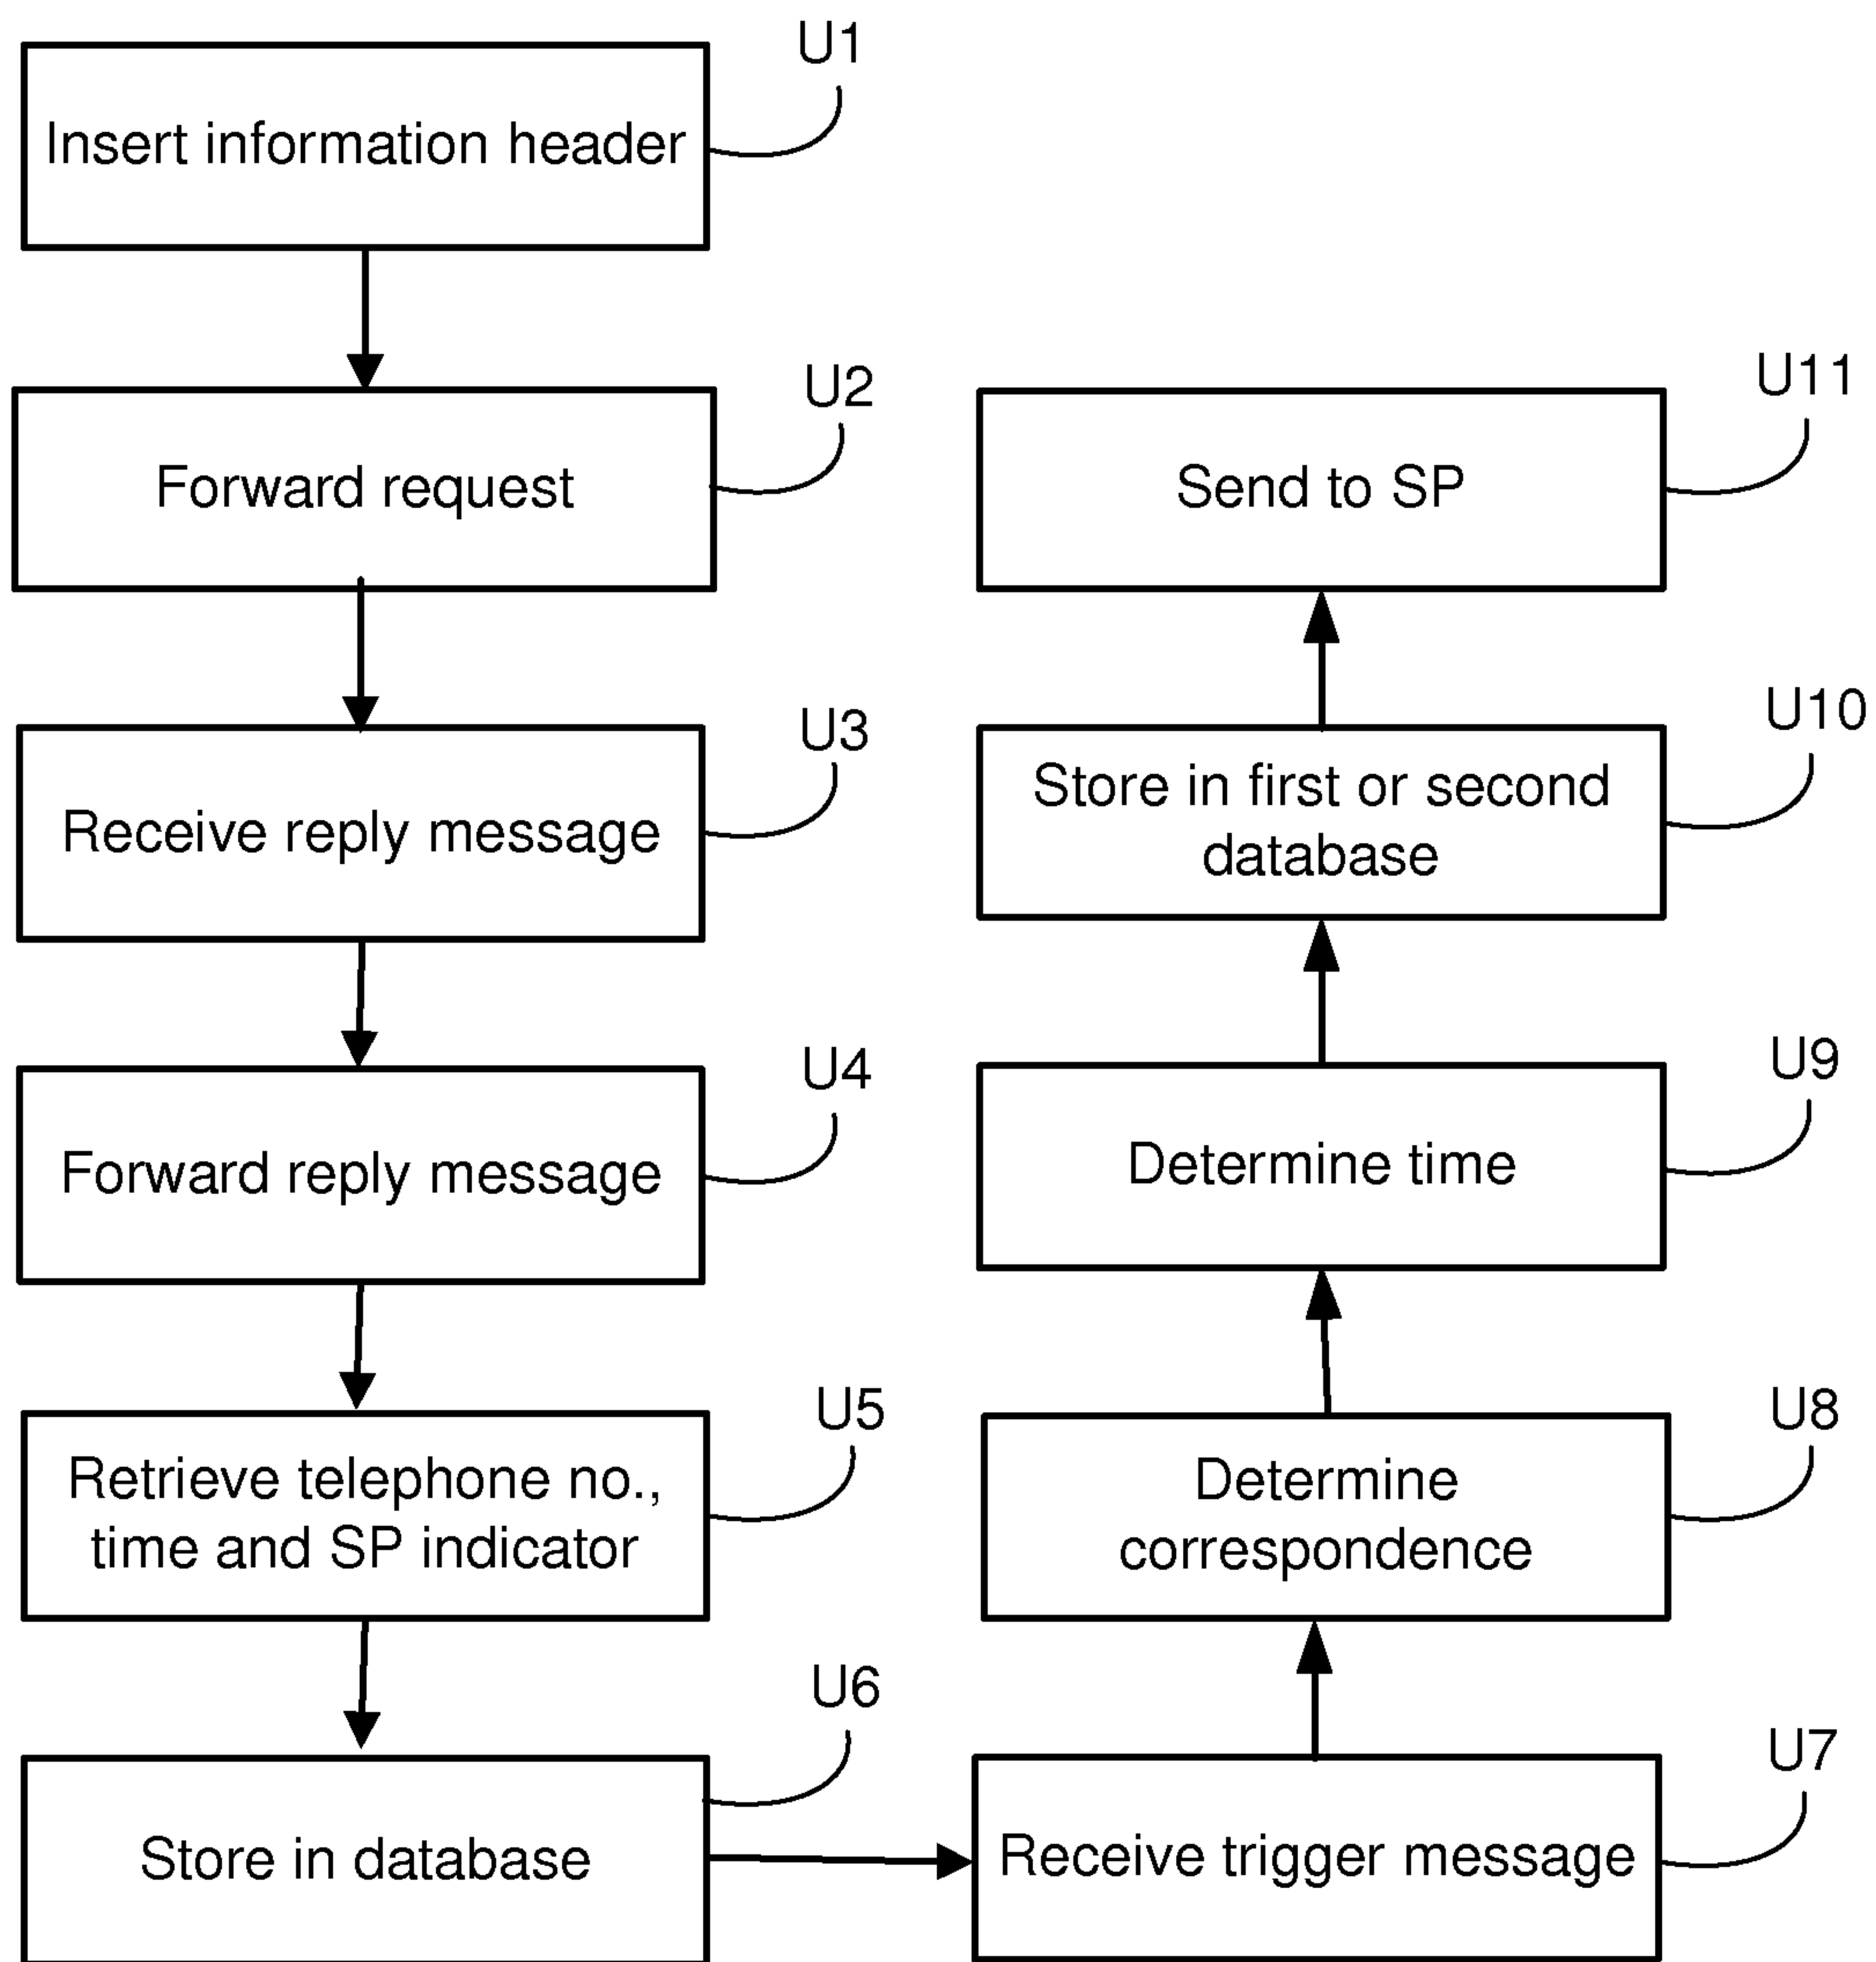 U1
Insert information header
U2
Forward request
U3
Receive reply message
U4
Forward reply message
U5
Retrieve telephone no.,
time and SP indicator
U6
Store in database
U7
Receive trigger message
U8
Determine
correspondence
U9
Determine time
U10
Store in first or second
database
U11
Send to SP